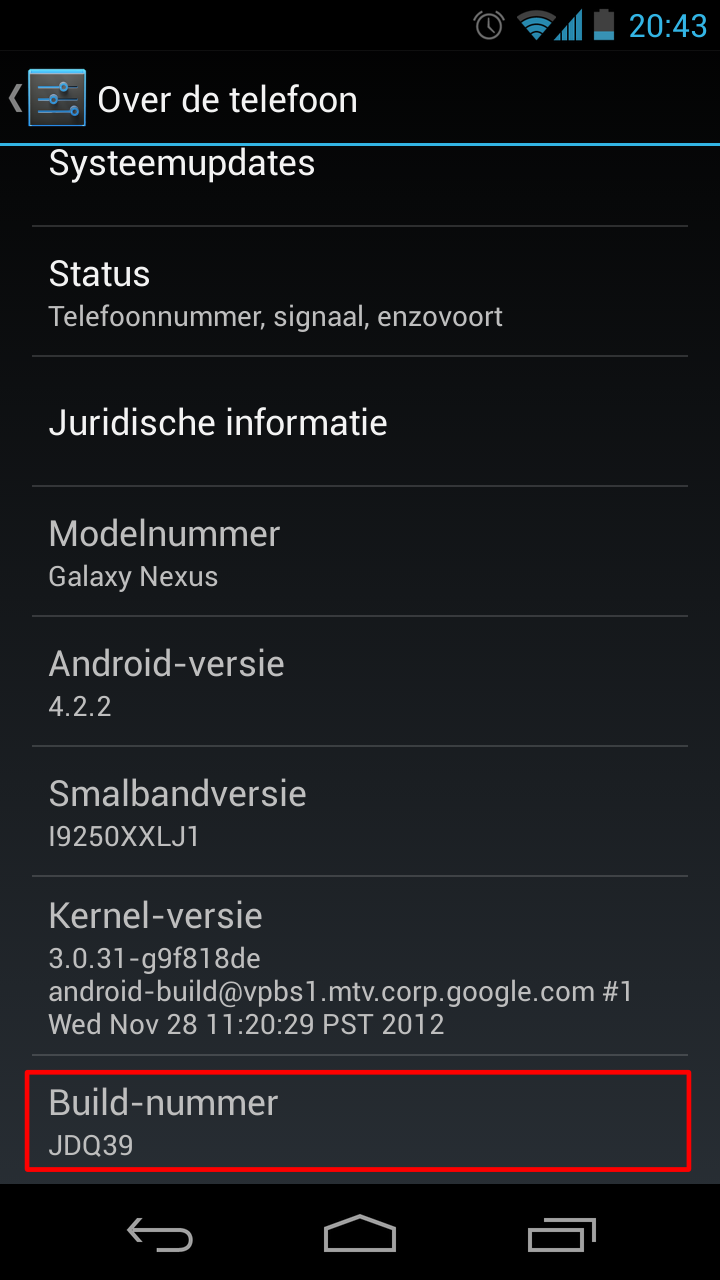 20:43
Over de telefoon
Systeemupdates
Status
Telefoonnummer, signaal, enzovoort
Juridische informatie
Modelnummer
Galaxy Nexus
Android-versie
4.2.2
Smalbandversie
I9250XXLJ1
Kernel-versie
3.0.31-g9f818de
android-build@vpbs1.mtv.corp.google.com #1
Wed Nov 28 11:20:29 PST 2012
Build-nummer
JDQ39